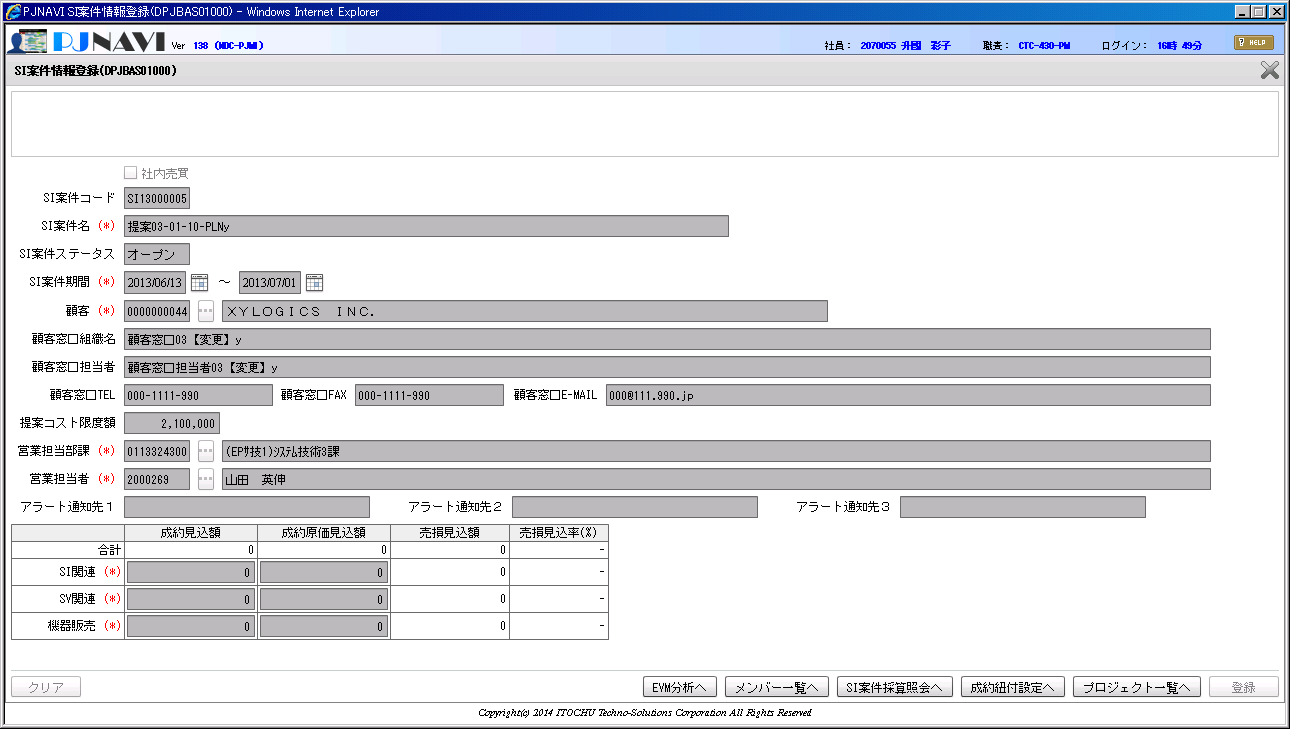 PJNAVI SI案件情報登録(DPJBAS01000) - Windows Internet Explorer
PJNAVI Ver 138 (NDC-PJMM) 社員： 2070055 升國 彩子 職責： CTC-430-PM ログイン： 16時 49分 ? HELP
SI案件情報登録(DPJBAS01000)
社内売買
SI案件コード SI13000005
SI案件名 (*) 提案03-01-10-PLNy
SI案件ステータス オープン
SI案件期間 (*) 2013/06/13 ～ 2013/07/01
顧客 (*) 0000000044 ... ＸＹＬＯＧＩＣＳ　ＩＮＣ．
顧客窓口組織名 顧客窓口03【変更】y
顧客窓口担当者 顧客窓口担当者03【変更】y
顧客窓口TEL 000-1111-990 顧客窓口FAX 000-1111-990 顧客窓口E-MAIL 000@111.990.jp
提案コスト限度額 2,100,000
営業担当部課 (*) 0113324300 ... (EPｻ技1)ｼｽﾃﾑ技術3課
営業担当者 (*) 2000269 ... 山田　英伸
アラート通知先１ アラート通知先２ アラート通知先３
成約見込額 成約原価見込額 売損見込額 売損見込率(%)
合計 0 0 0 -
SI関連 (*) 0 0 0 -
SV関連 (*) 0 0 0 -
機器販売 (*) 0 0 0 -
クリア EVM分析へ メンバー一覧へ SI案件採算照会へ 成約紐付設定へ プロジェクト一覧へ 登録
Copyright(c) 2014 ITOCHU Techno-Solutions Corporation All Rights Reserved